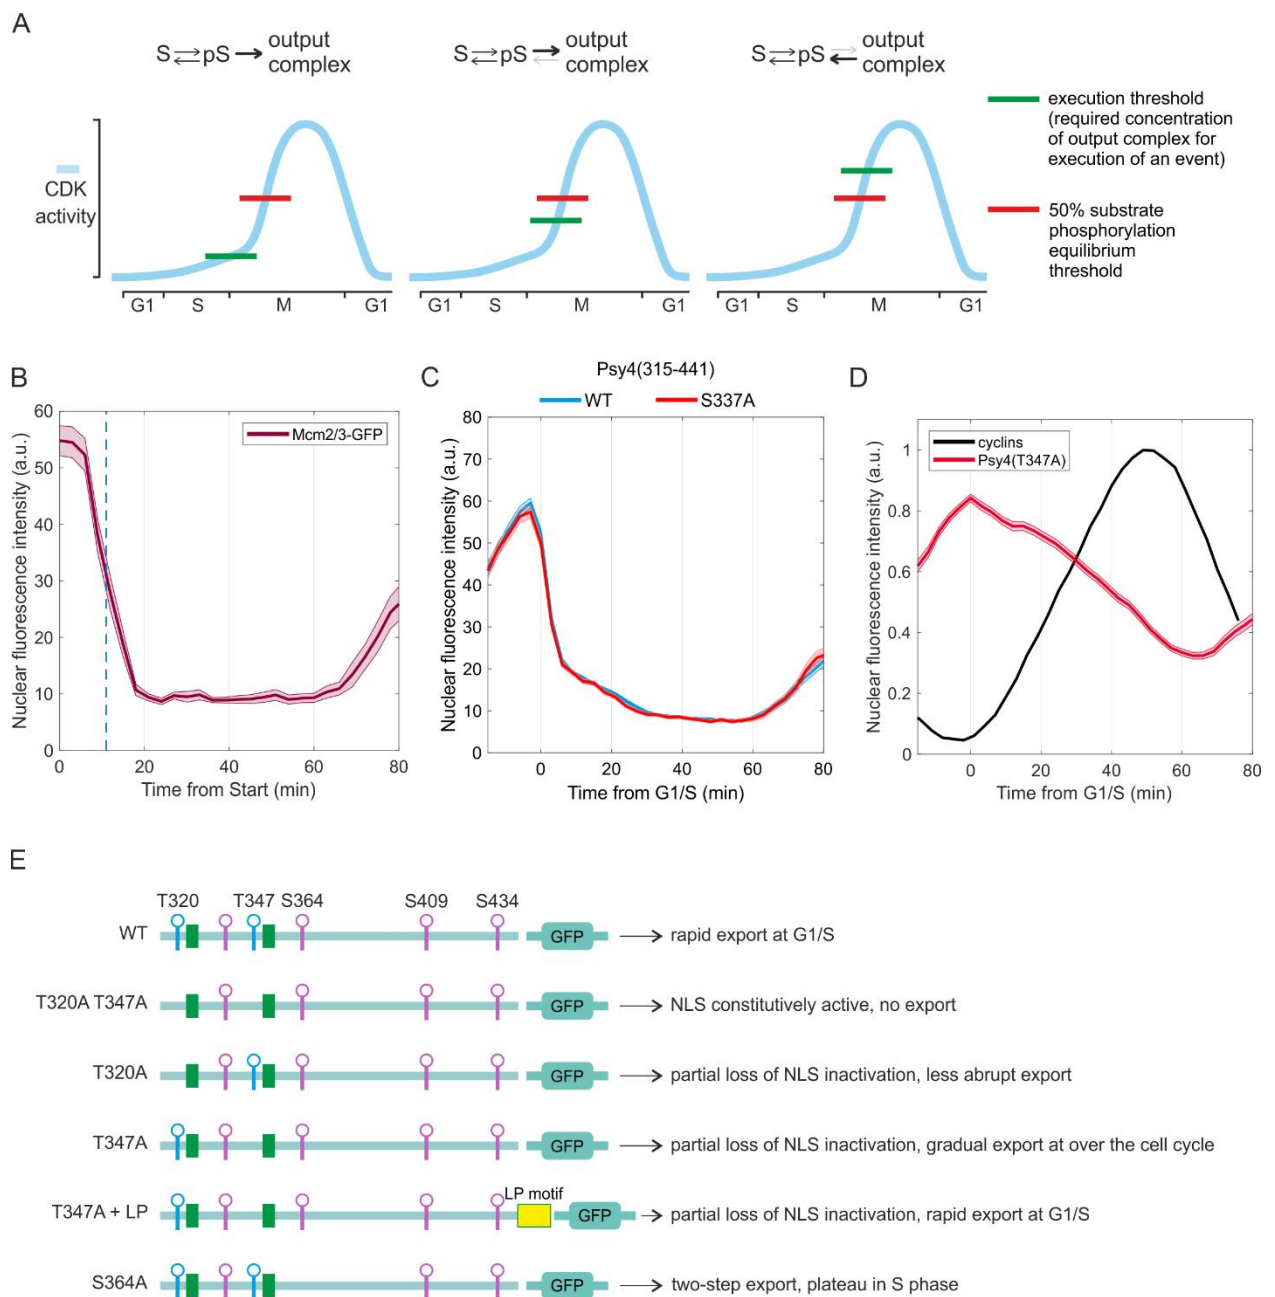 A
S ⇌ pS → output complex
S ⇌ pS ⇌ output complex
S ⇌ pS ⇌ output complex
CDK
activity
G1 S M G1
G1 S M G1
G1 S M G1
execution threshold
(required concentration
of output complex for
execution of an event)
50% substrate
phosphorylation
equilibrium
threshold
B
Nuclear fluorescence intensity (a.u.)
60
50
40
30
20
10
0
Mcm2/3-GFP
0 20 40 60 80
Time from Start (min)
C
Psy4(315-441)
WT S337A
Nuclear fluorescence intensity (a.u.)
80
70
60
50
40
30
20
10
0
0 20 40 60 80
Time from G1/S (min)
D
Nuclear fluorescence intensity (a.u.)
1
0.8
0.6
0.4
0.2
0
cyclins
Psy4(T347A)
0 20 40 60 80
Time from G1/S (min)
E
T320 T347 S364 S409 S434
WT GFP → rapid export at G1/S
T320A T347A GFP → NLS constitutively active, no export
T320A GFP → partial loss of NLS inactivation, less abrupt export
T347A GFP → partial loss of NLS inactivation, gradual export at over the cell cycle
LP motif
T347A + LP GFP → partial loss of NLS inactivation, rapid export at G1/S
S364A GFP → two-step export, plateau in S phase